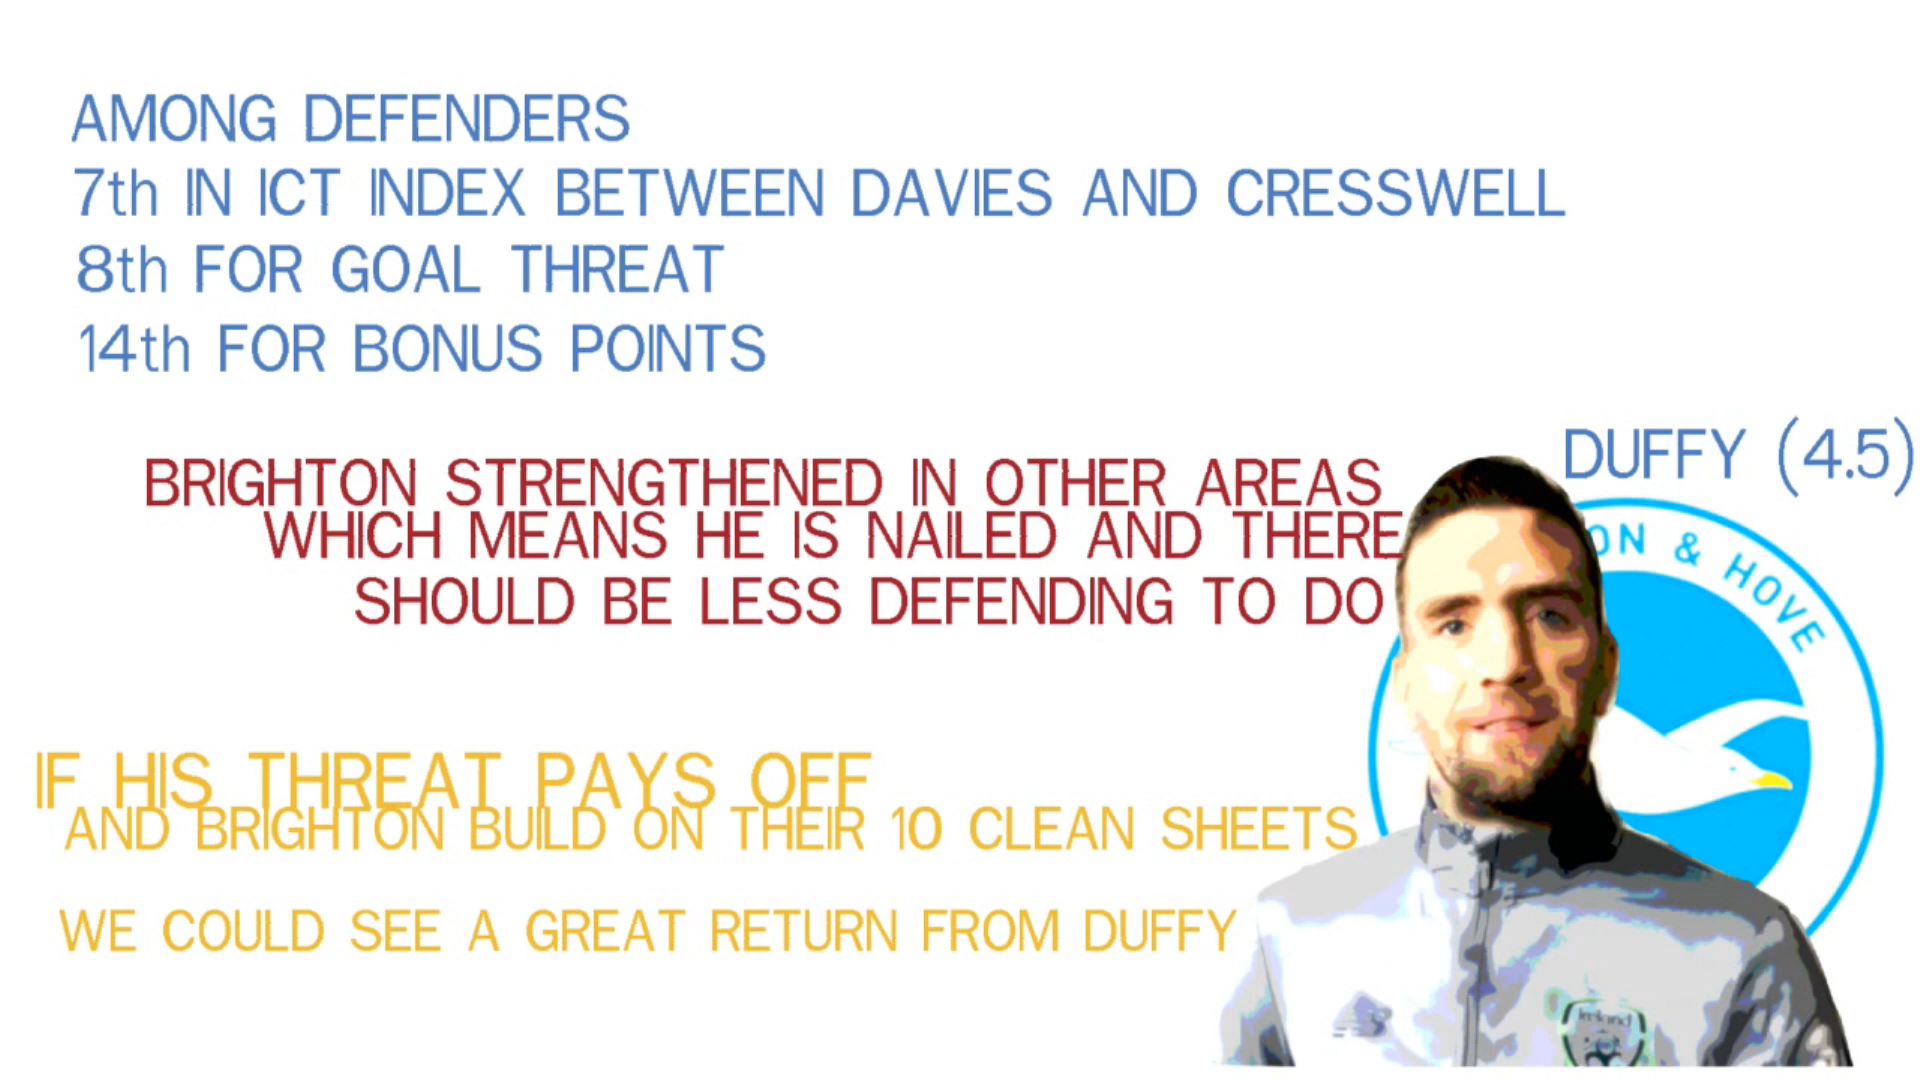 AMONG DEFENDERS
7th IN ICT INDEX BETWEEN DAVIES AND CRESSWELL
8th FOR GOAL THREAT
14th FOR BONUS POINTS
DUFFY (4.5)
BRIGHTON STRENGTHENED IN OTHER AREAS
WHICH MEANS HE IS NAILED AND THERE
SHOULD BE LESS DEFENDING TO DO
ON & HOVE
IF HIS THREAT PAYS OFF
AND BRIGHTON BUILD ON THEIR 10 CLEAN SHEETS
WE COULD SEE A GREAT RETURN FROM DUFFY
Ireland